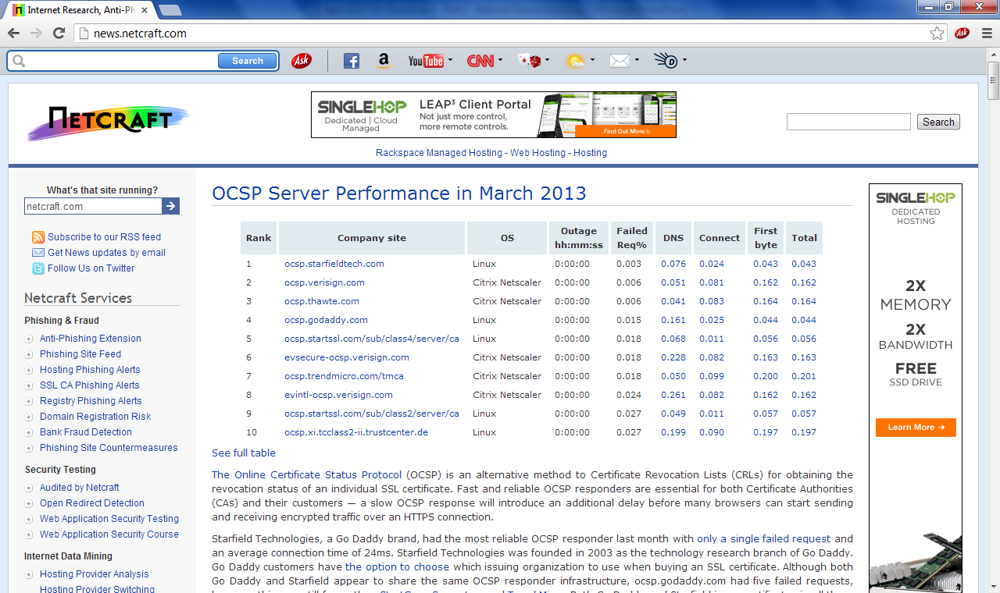 Internet Research, Anti-Ph
news.netcraft.com
Search
Ask
a
YouTube
CNN
D
Ask
NETCRAFT
SINGLEHOP
Dedicated | Cloud
Managed
LEAP³ Client Portal
Not just more control,
more remote controls.
Find Out More b
Search
Rackspace Managed Hosting - Web Hosting - Hosting
What's that site running?
netcraft.com
Subscribe to our RSS feed
Get News updates by email
Follow Us on Twitter
Netcraft Services
Phishing & Fraud
Anti-Phishing Extension
Phishing Site Feed
Hosting Phishing Alerts
SSL CA Phishing Alerts
Registry Phishing Alerts
Domain Registration Risk
Bank Fraud Detection
Phishing Site Countermeasures
Security Testing
Audited by Netcraft
Open Redirect Detection
Web Application Security Testing
Web Application Security Course
Internet Data Mining
Hosting Provider Analysis
Hosting Provider Switching
OCSP Server Performance in March 2013
Rank Company site OS Outage hh:mm:ss Failed Req% DNS Connect First byte Total
1 ocsp.starfieldtech.com Linux 0:00:00 0.003 0.076 0.024 0.043 0.043
2 ocsp.verisign.com Citrix Netscaler 0:00:00 0.006 0.051 0.081 0.162 0.162
3 ocsp.thawte.com Citrix Netscaler 0:00:00 0.006 0.041 0.083 0.164 0.164
4 ocsp.godaddy.com Linux 0:00:00 0.015 0.161 0.025 0.044 0.044
5 ocsp.startssl.com/sub/class4/server/ca Linux 0:00:00 0.018 0.068 0.011 0.056 0.056
6 evsecure-ocsp.verisign.com Citrix Netscaler 0:00:00 0.018 0.228 0.082 0.163 0.163
7 ocsp.trendmicro.com/tmca Citrix Netscaler 0:00:00 0.018 0.050 0.099 0.200 0.201
8 evintl-ocsp.verisign.com Citrix Netscaler 0:00:00 0.024 0.261 0.082 0.162 0.162
9 ocsp.startssl.com/sub/class2/server/ca Linux 0:00:00 0.027 0.049 0.011 0.057 0.057
10 ocsp.xi.tcclass2-ii.trustcenter.de Linux 0:00:00 0.027 0.199 0.090 0.197 0.197
See full table
The Online Certificate Status Protocol (OCSP) is an alternative method to Certificate Revocation Lists (CRLs) for obtaining the
revocation status of an individual SSL certificate. Fast and reliable OCSP responders are essential for both Certificate Authorities
(CAs) and their customers — a slow OCSP response will introduce an additional delay before many browsers can start sending
and receiving encrypted traffic over an HTTPS connection.
Starfield Technologies, a Go Daddy brand, had the most reliable OCSP responder last month with only a single failed request and
an average connection time of 24ms. Starfield Technologies was founded in 2003 as the technology research branch of Go Daddy.
Go Daddy customers have the option to choose which issuing organization to use when buying an SSL certificate. Although both
Go Daddy and Starfield appear to share the same OCSP responder infrastructure, ocsp.godaddy.com had five failed requests,
SINGLEHOP
DEDICATED
HOSTING
2X
MEMORY
2X
BANDWIDTH
FREE
SSD DRIVE
Learn More →